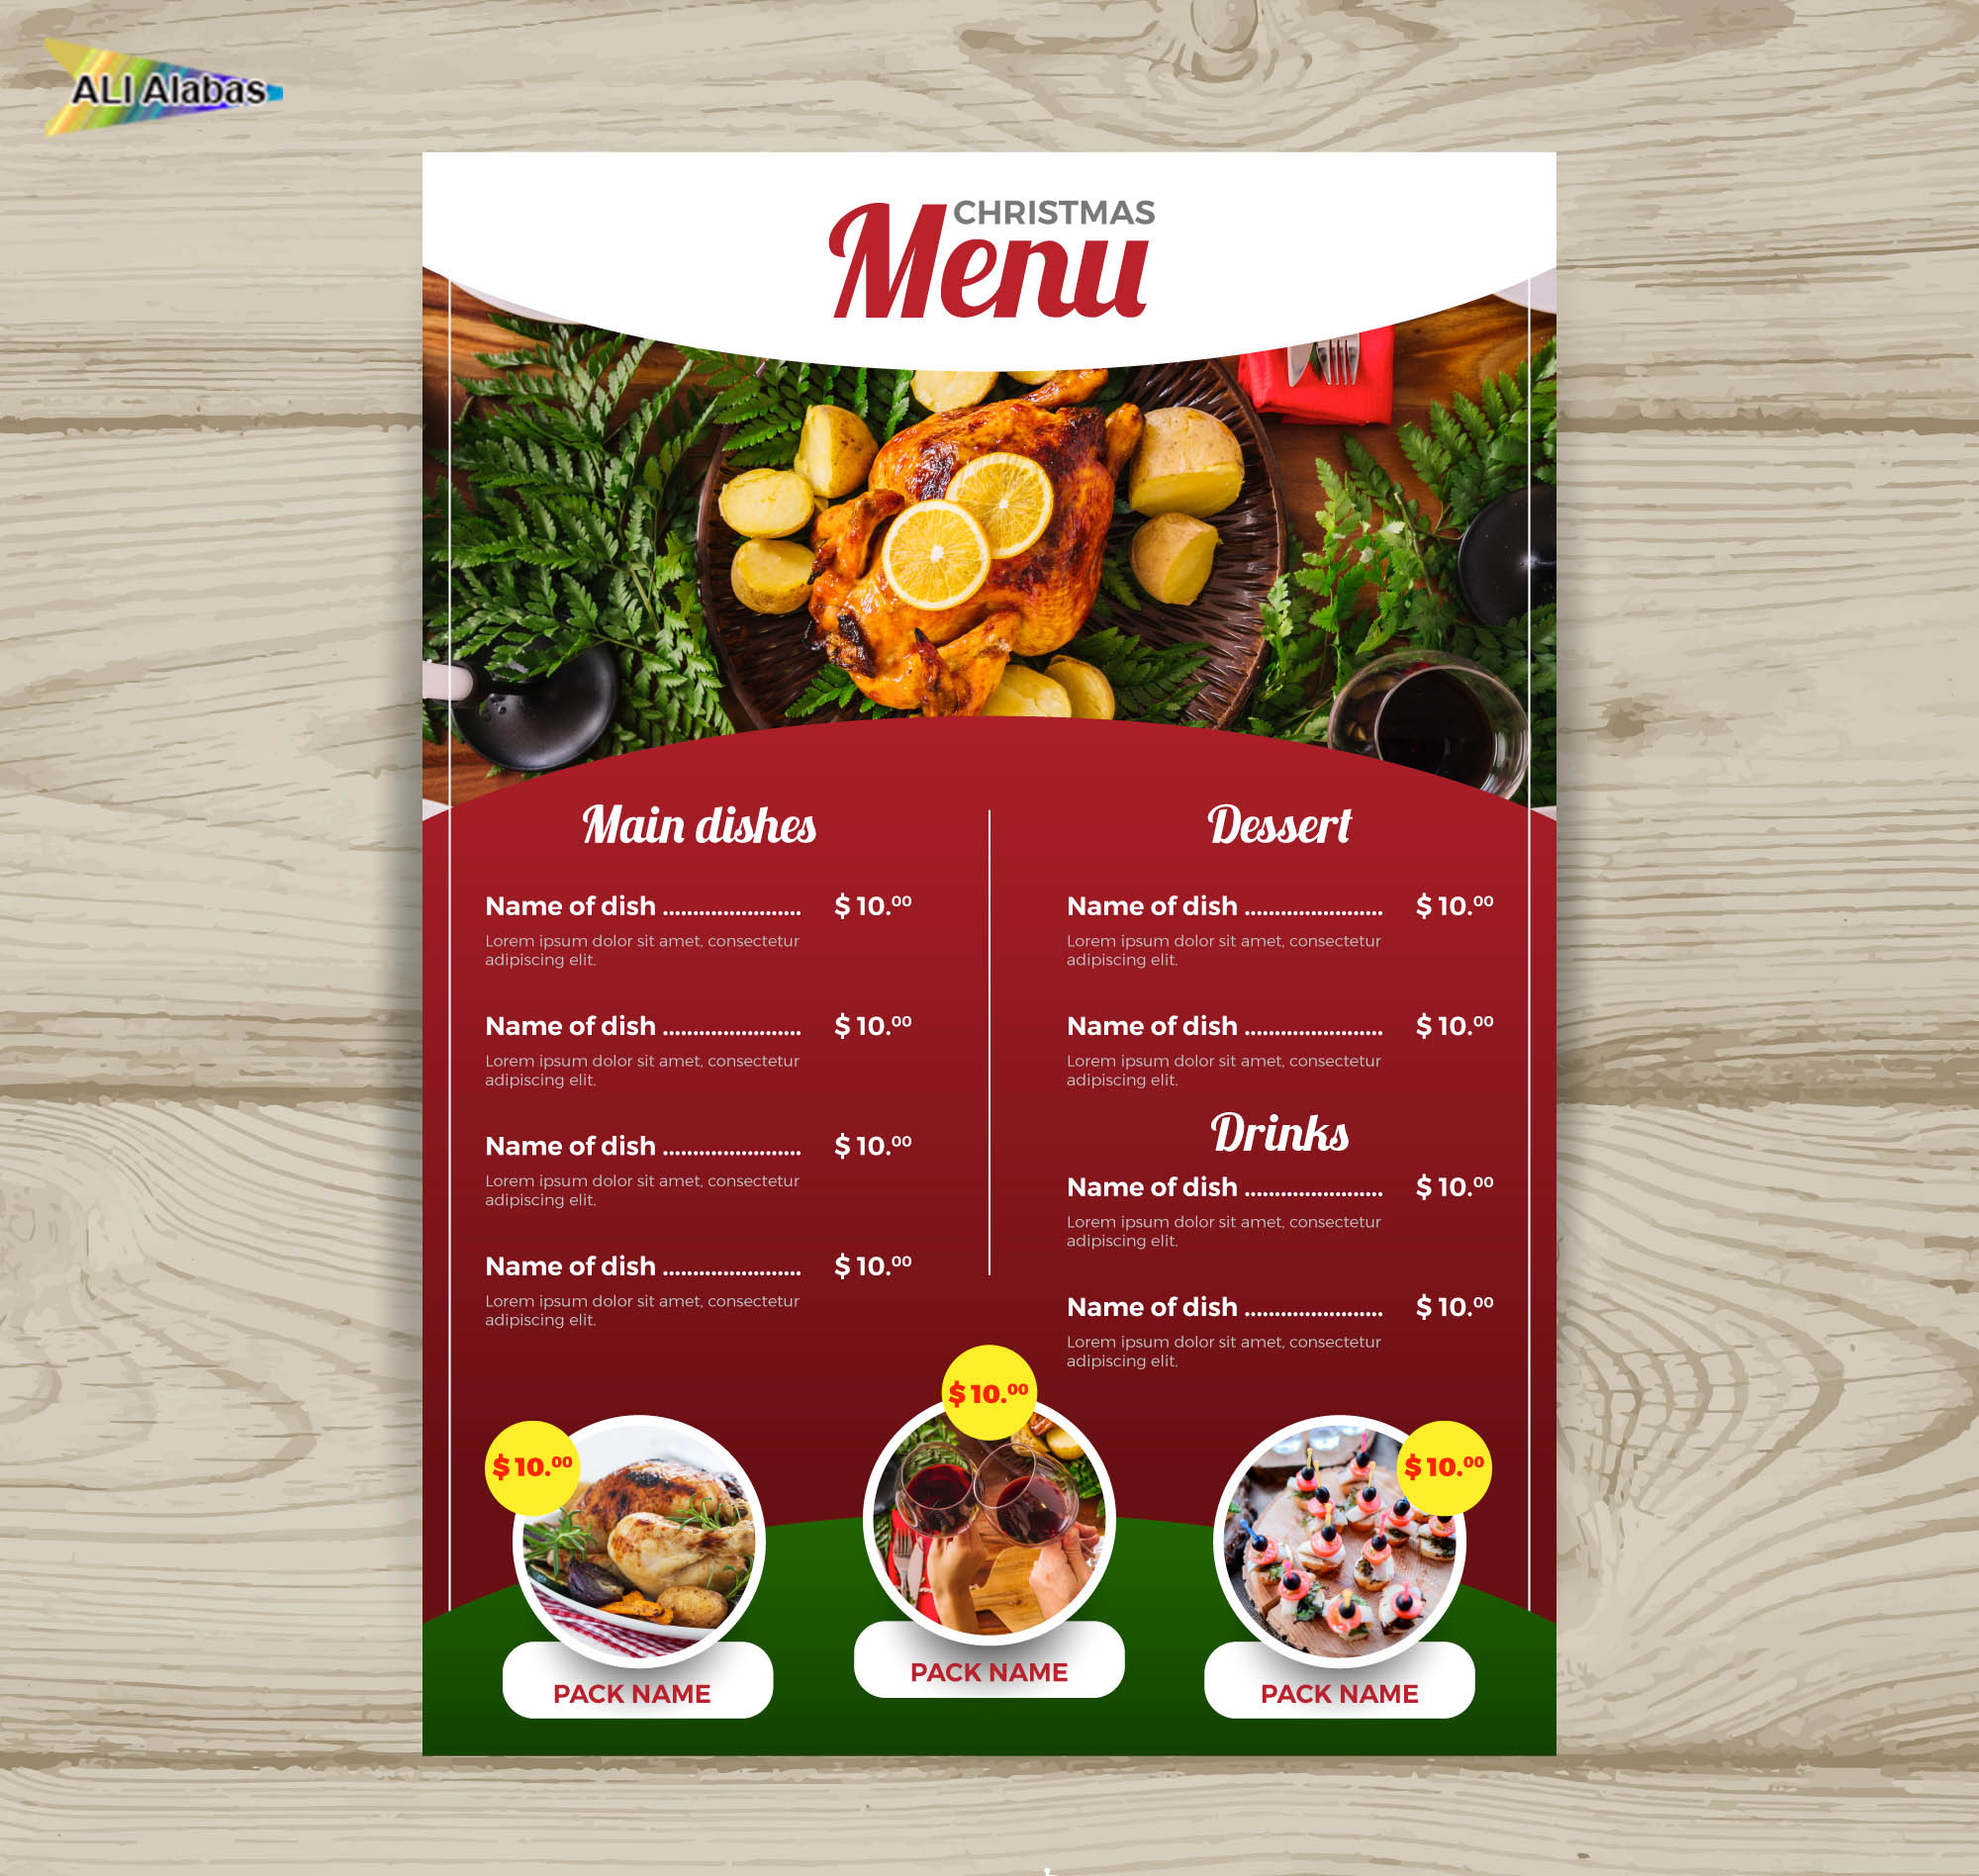 ALI Alabas
CHRISTMAS
Menu
Main dishes
Name of dish ....................... $ 10.00
Lorem ipsum dolor sit amet, consectetur
adipiscing elit.
Name of dish ....................... $ 10.00
Lorem ipsum dolor sit amet, consectetur
adipiscing elit.
Name of dish ....................... $ 10.00
Lorem ipsum dolor sit amet, consectetur
adipiscing elit.
Name of dish ....................... $ 10.00
Lorem ipsum dolor sit amet, consectetur
adipiscing elit.
Dessert
Name of dish ....................... $ 10.00
Lorem ipsum dolor sit amet, consectetur
adipiscing elit.
Name of dish ....................... $ 10.00
Lorem ipsum dolor sit amet, consectetur
adipiscing elit.
Drinks
Name of dish ....................... $ 10.00
Lorem ipsum dolor sit amet, consectetur
adipiscing elit.
Name of dish ....................... $ 10.00
Lorem ipsum dolor sit amet, consectetur
adipiscing elit.
$ 10.00
PACK NAME
$ 10.00
PACK NAME
$ 10.00
PACK NAME